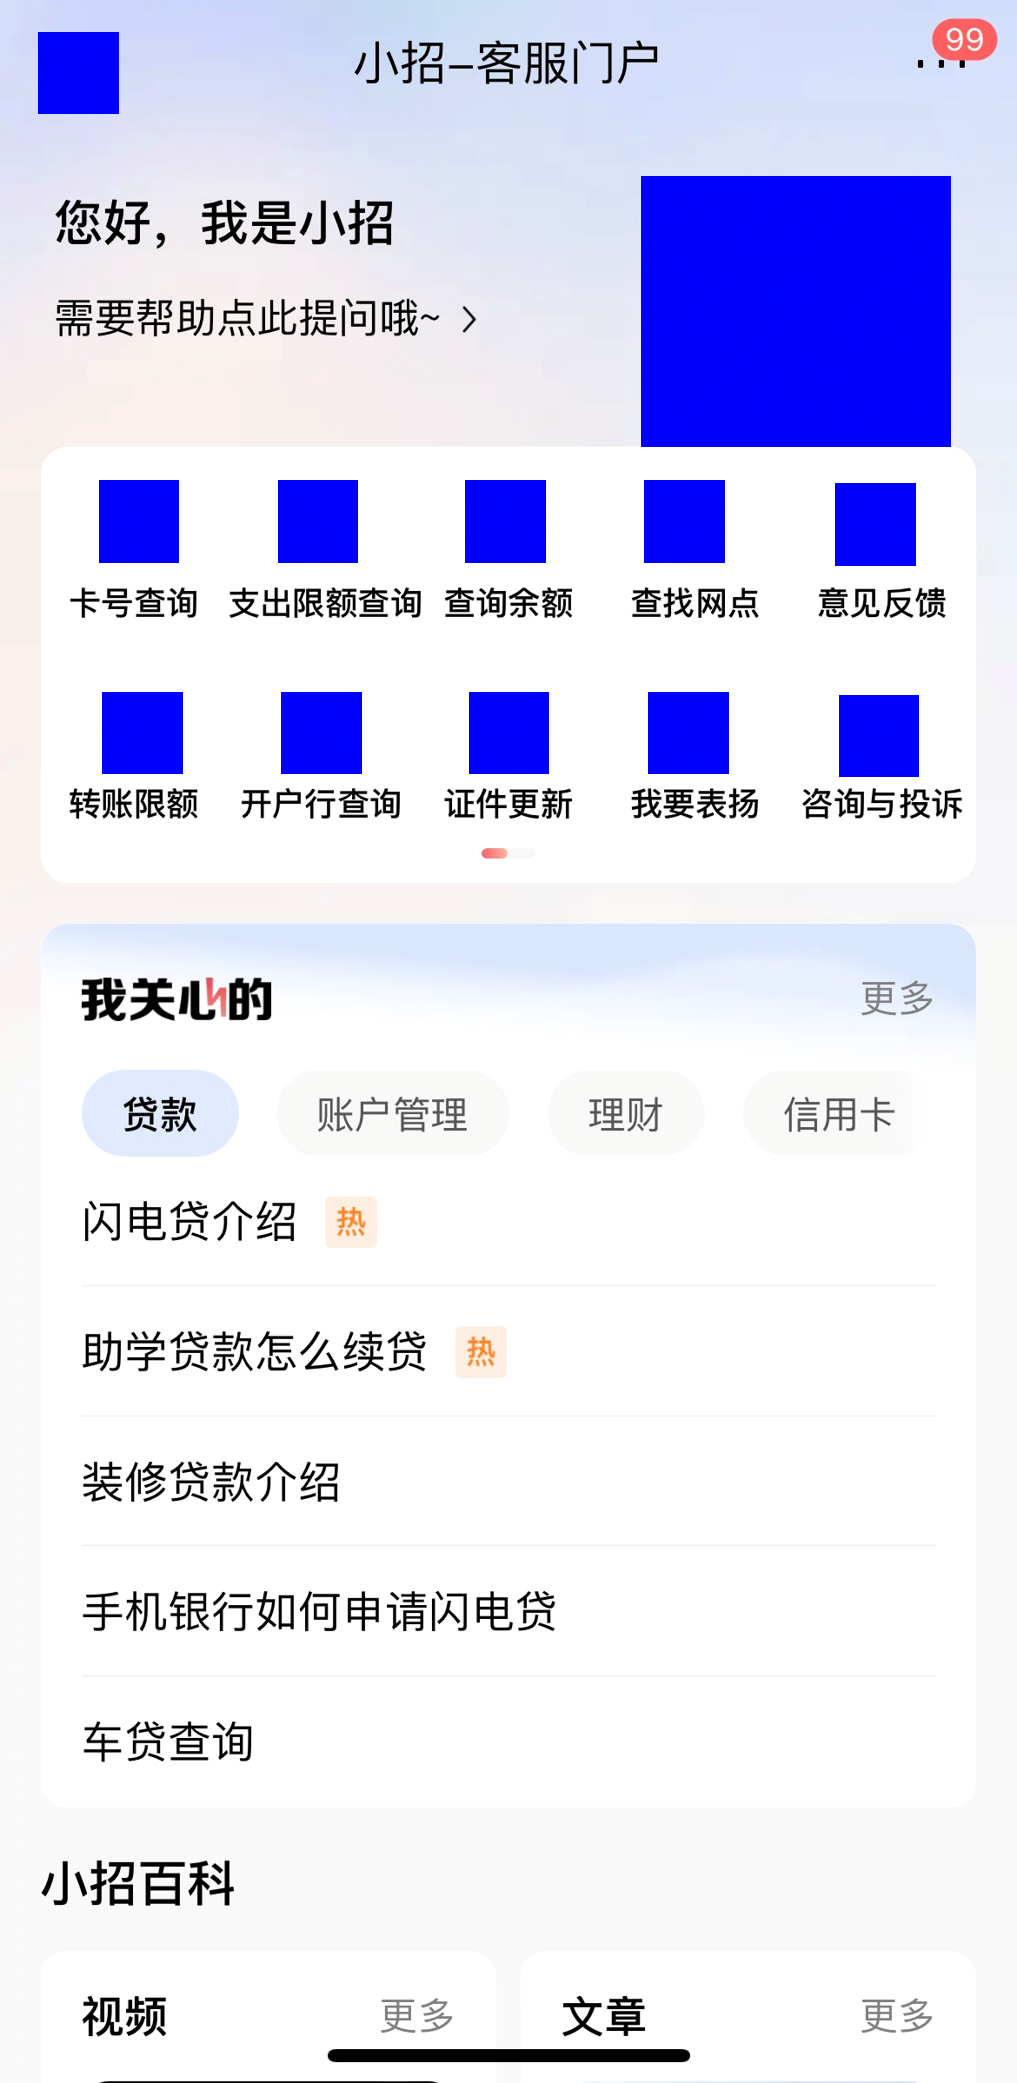 小招-客服门户
99
您好，我是小招
需要帮助点此提问哦~
卡号查询 支出限额查询 查询余额 查找网点 意见反馈
转账限额 开户行查询 证件更新 我要表扬 咨询与投诉
我关心的 更多
贷款 账户管理 理财 信用卡
闪电贷介绍 热
助学贷款怎么续贷 热
装修贷款介绍
手机银行如何申请闪电贷
车贷查询
小招百科
视频 更多 文章 更多